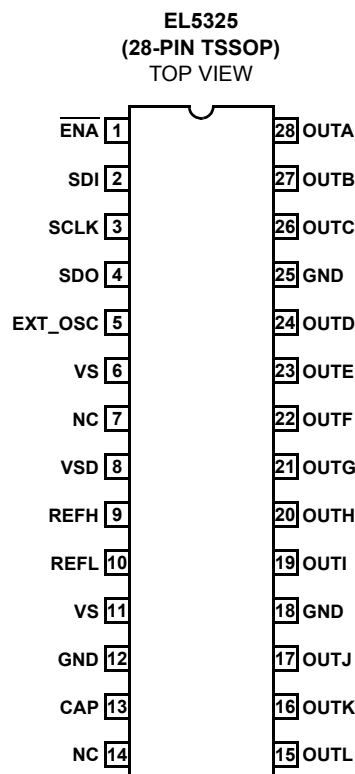 EL5325
(28-PIN TSSOP)
TOP VIEW
ENA 1 28 OUTA
SDI 2 27 OUTB
SCLK 3 26 OUTC
SDO 4 25 GND
EXT_OSC 5 24 OUTD
VS 6 23 OUTE
NC 7 22 OUTF
VSD 8 21 OUTG
REFH 9 20 OUTH
REFL 10 19 OUTI
VS 11 18 GND
GND 12 17 OUTJ
CAP 13 16 OUTK
NC 14 15 OUTL